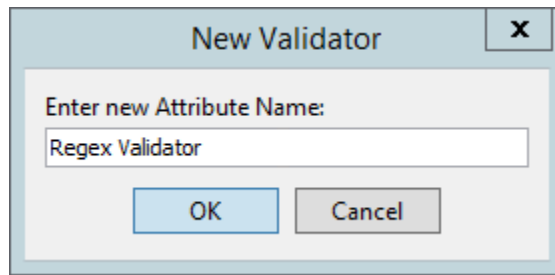 New Validator
x
Enter new Attribute Name:
Regex Validator
OK Cancel